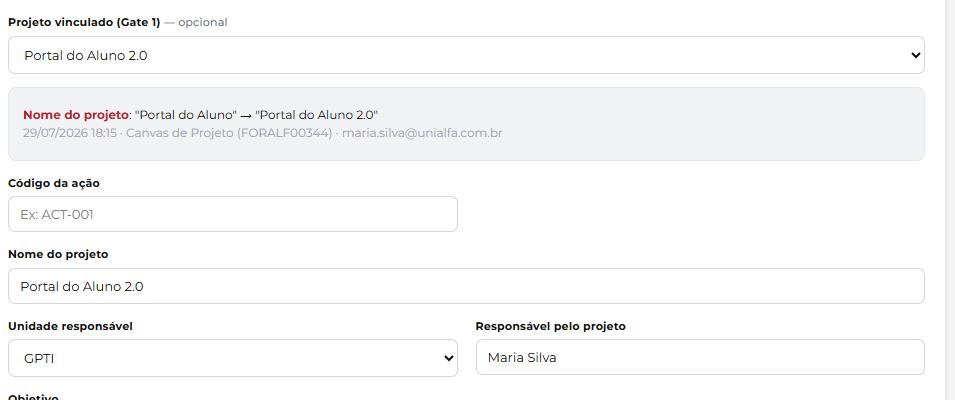 Projeto vinculado (Gate 1) — opcional
Portal do Aluno 2.0
Nome do projeto: "Portal do Aluno" → "Portal do Aluno 2.0"
29/07/2026 18:15 · Canvas de Projeto (FORALF00344) · maria.silva@unialfa.com.br
Código da ação
Ex: ACT-001
Nome do projeto
Portal do Aluno 2.0
Unidade responsável
Responsável pelo projeto
GPTI
Maria Silva
Objetivo